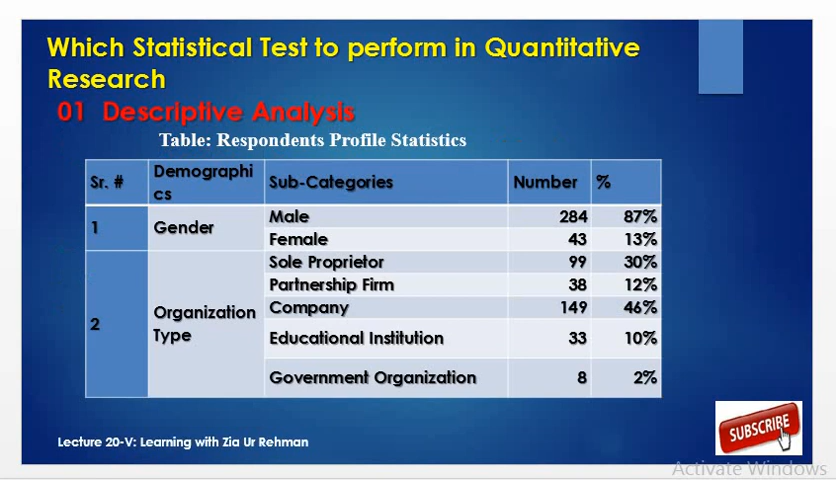 Which Statistical Test to perform in Quantitative
Research
01 Descriptive Analysis
Table: Respondents Profile Statistics
Sr. # Demographi Sub-Categories Number %
cs
1 Gender Male 284 87%
Female 43 13%
2 Organization Type Sole Proprietor 99 30%
Partnership Firm 38 12%
Company 149 46%
Educational Institution 33 10%
Government Organization 8 2%
Lecture 20-V: Learning with Zia Ur Rehman
SUBSCRIBE
Activate Windows